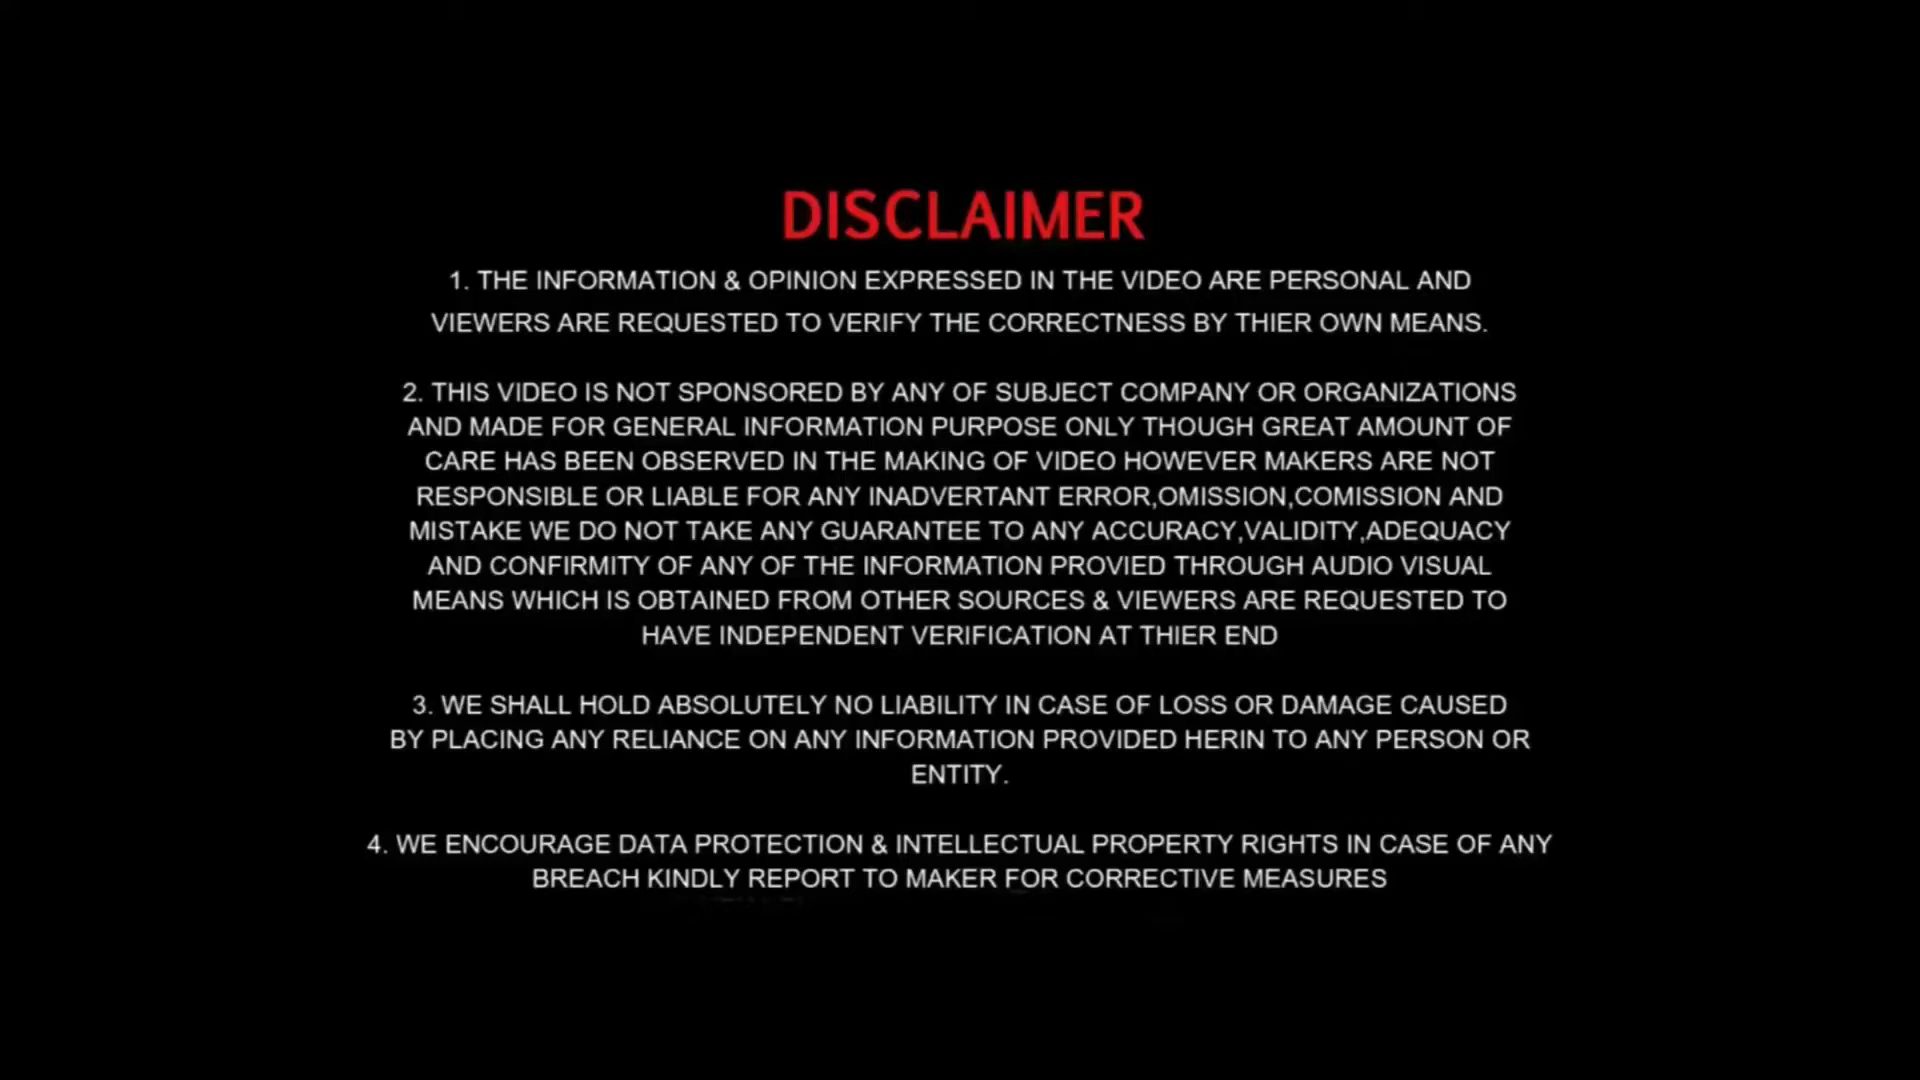 DISCLAIMER
1. THE INFORMATION & OPINION EXPRESSED IN THE VIDEO ARE PERSONAL AND
VIEWERS ARE REQUESTED TO VERIFY THE CORRECTNESS BY THIER OWN MEANS.
2. THIS VIDEO IS NOT SPONSORED BY ANY OF SUBJECT COMPANY OR ORGANIZATIONS
AND MADE FOR GENERAL INFORMATION PURPOSE ONLY THOUGH GREAT AMOUNT OF
CARE HAS BEEN OBSERVED IN THE MAKING OF VIDEO HOWEVER MAKERS ARE NOT
RESPONSIBLE OR LIABLE FOR ANY INADVERTANT ERROR,OMISSION,COMISSION AND
MISTAKE WE DO NOT TAKE ANY GUARANTEE TO ANY ACCURACY,VALIDITY,ADEQUACY
AND CONFIRMITY OF ANY OF THE INFORMATION PROVIED THROUGH AUDIO VISUAL
MEANS WHICH IS OBTAINED FROM OTHER SOURCES & VIEWERS ARE REQUESTED TO
HAVE INDEPENDENT VERIFICATION AT THIER END
3. WE SHALL HOLD ABSOLUTELY NO LIABILITY IN CASE OF LOSS OR DAMAGE CAUSED
BY PLACING ANY RELIANCE ON ANY INFORMATION PROVIDED HERIN TO ANY PERSON OR
ENTITY.
4. WE ENCOURAGE DATA PROTECTION & INTELLECTUAL PROPERTY RIGHTS IN CASE OF ANY
BREACH KINDLY REPORT TO MAKER FOR CORRECTIVE MEASURES